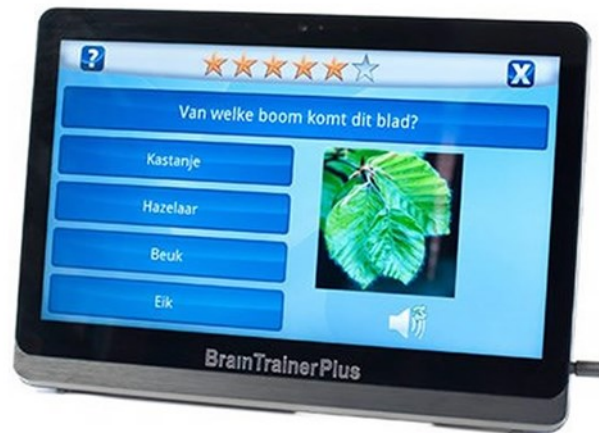 ?
X
Van welke boom komt dit blad?
Kastanje
Hazelaar
Beuk
Eik
BrainTrainerPlus